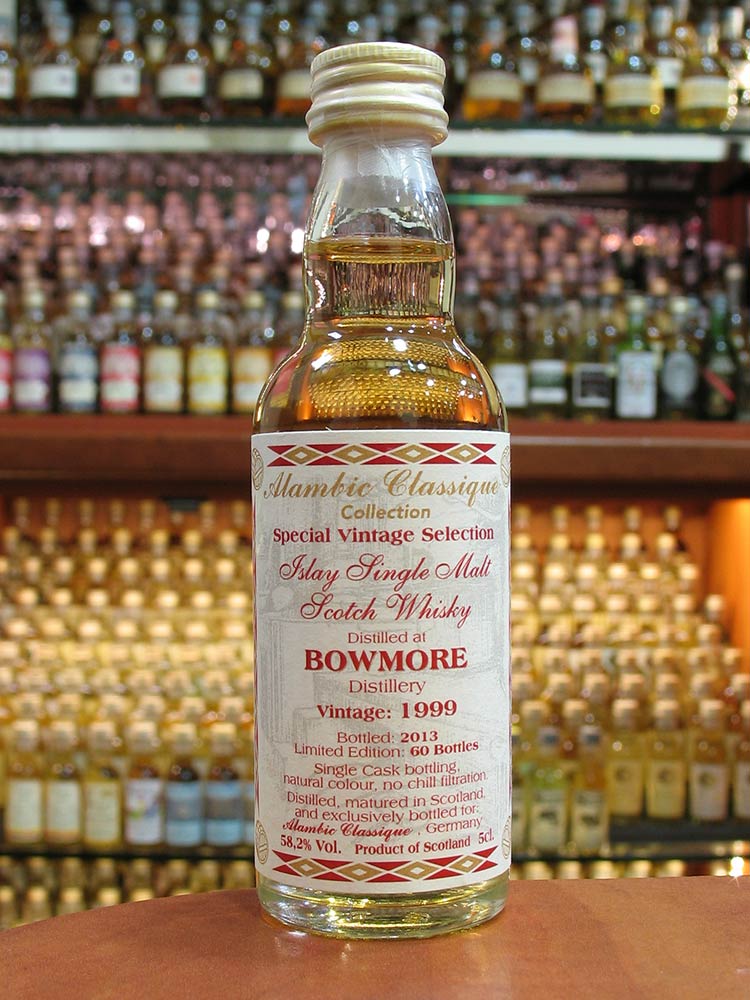 Alambic Classique
Collection
Special Vintage Selection
Islay Single Malt
Scotch Whisky
Distilled at
BOWMORE
Distillery
Vintage: 1999
Bottled: 2013
Limited Edition: 60 Bottles
Single Cask bottling,
natural colour, no chill filtration.
Distilled, matured in Scotland,
and exclusively bottled for:
Alambic Classique , Germany
58,2% Vol. Product of Scotland 5cl.